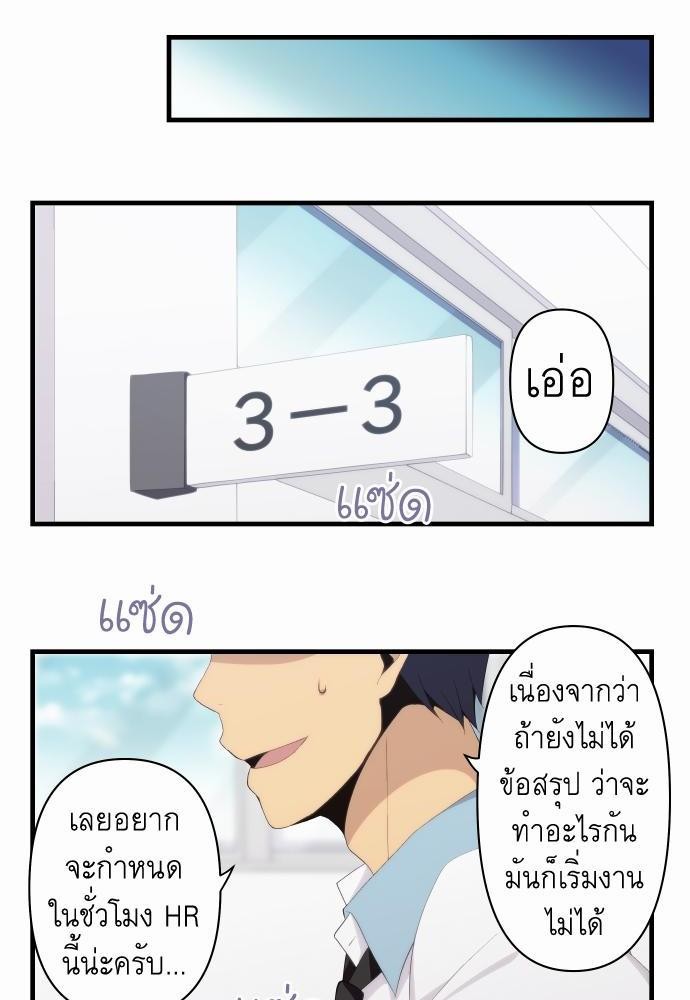 3-3
เอ่อ
แซ่ด
แซ่ด
เนื่องจากว่า
ถ้ายังไม่ได้
ข้อสรุป ว่าจะ
ทำอะไรกัน
มันก็เริ่มงาน
ไม่ได้
เลยอยาก
จะกำหนด
ในชั่วโมง HR
นี้น่ะครับ...
แซ่ด